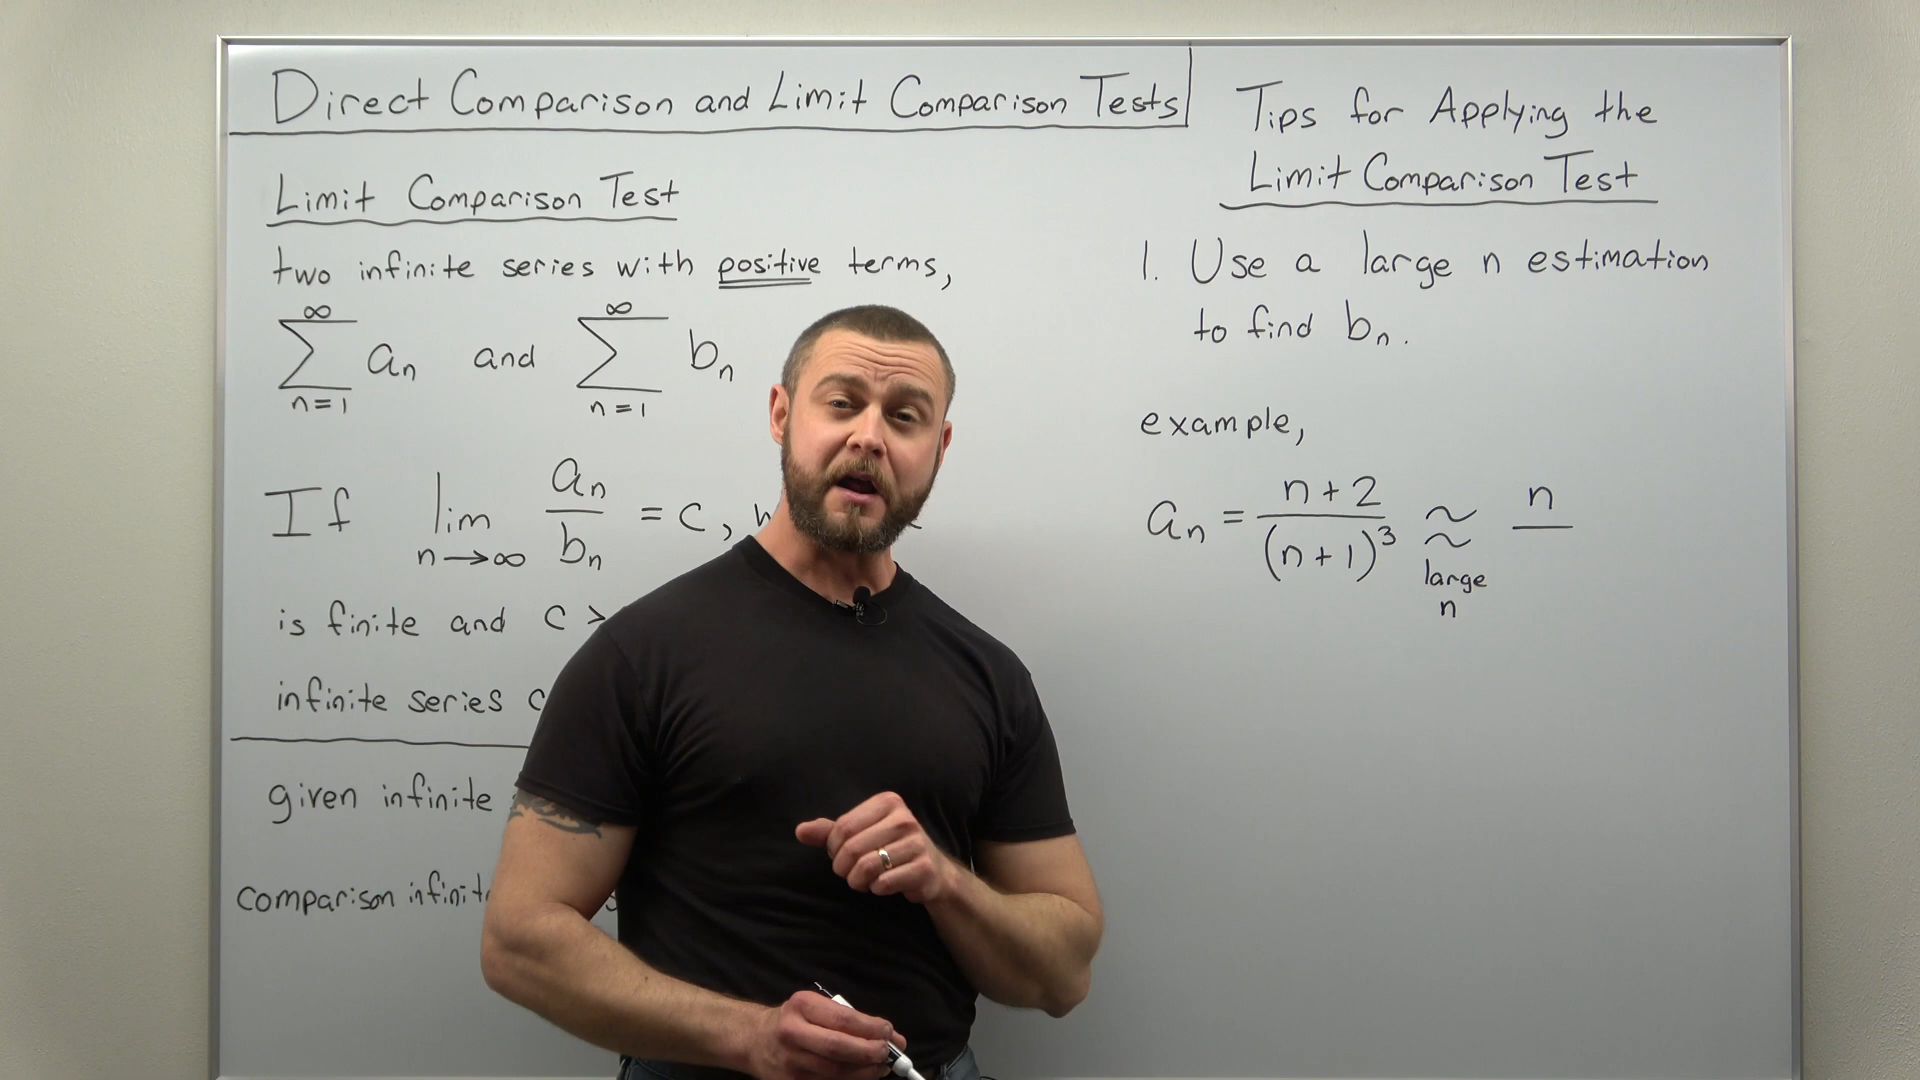 Direct Comparison and Limit Comparison Tests
Limit Comparison Test
two infinite series with positive terms,
∑_{n=1}^{∞} aₙ and ∑_{n=1}^{∞} bₙ
If lim_{n→∞} aₙ/bₙ = c,
is finite and c >
infinite series
given infinite
comparison
Tips for Applying the
Limit Comparison Test
1. Use a large n estimation
to find bₙ.
example,
aₙ = (n+2)/(n+1)³ ≈ n
large
n